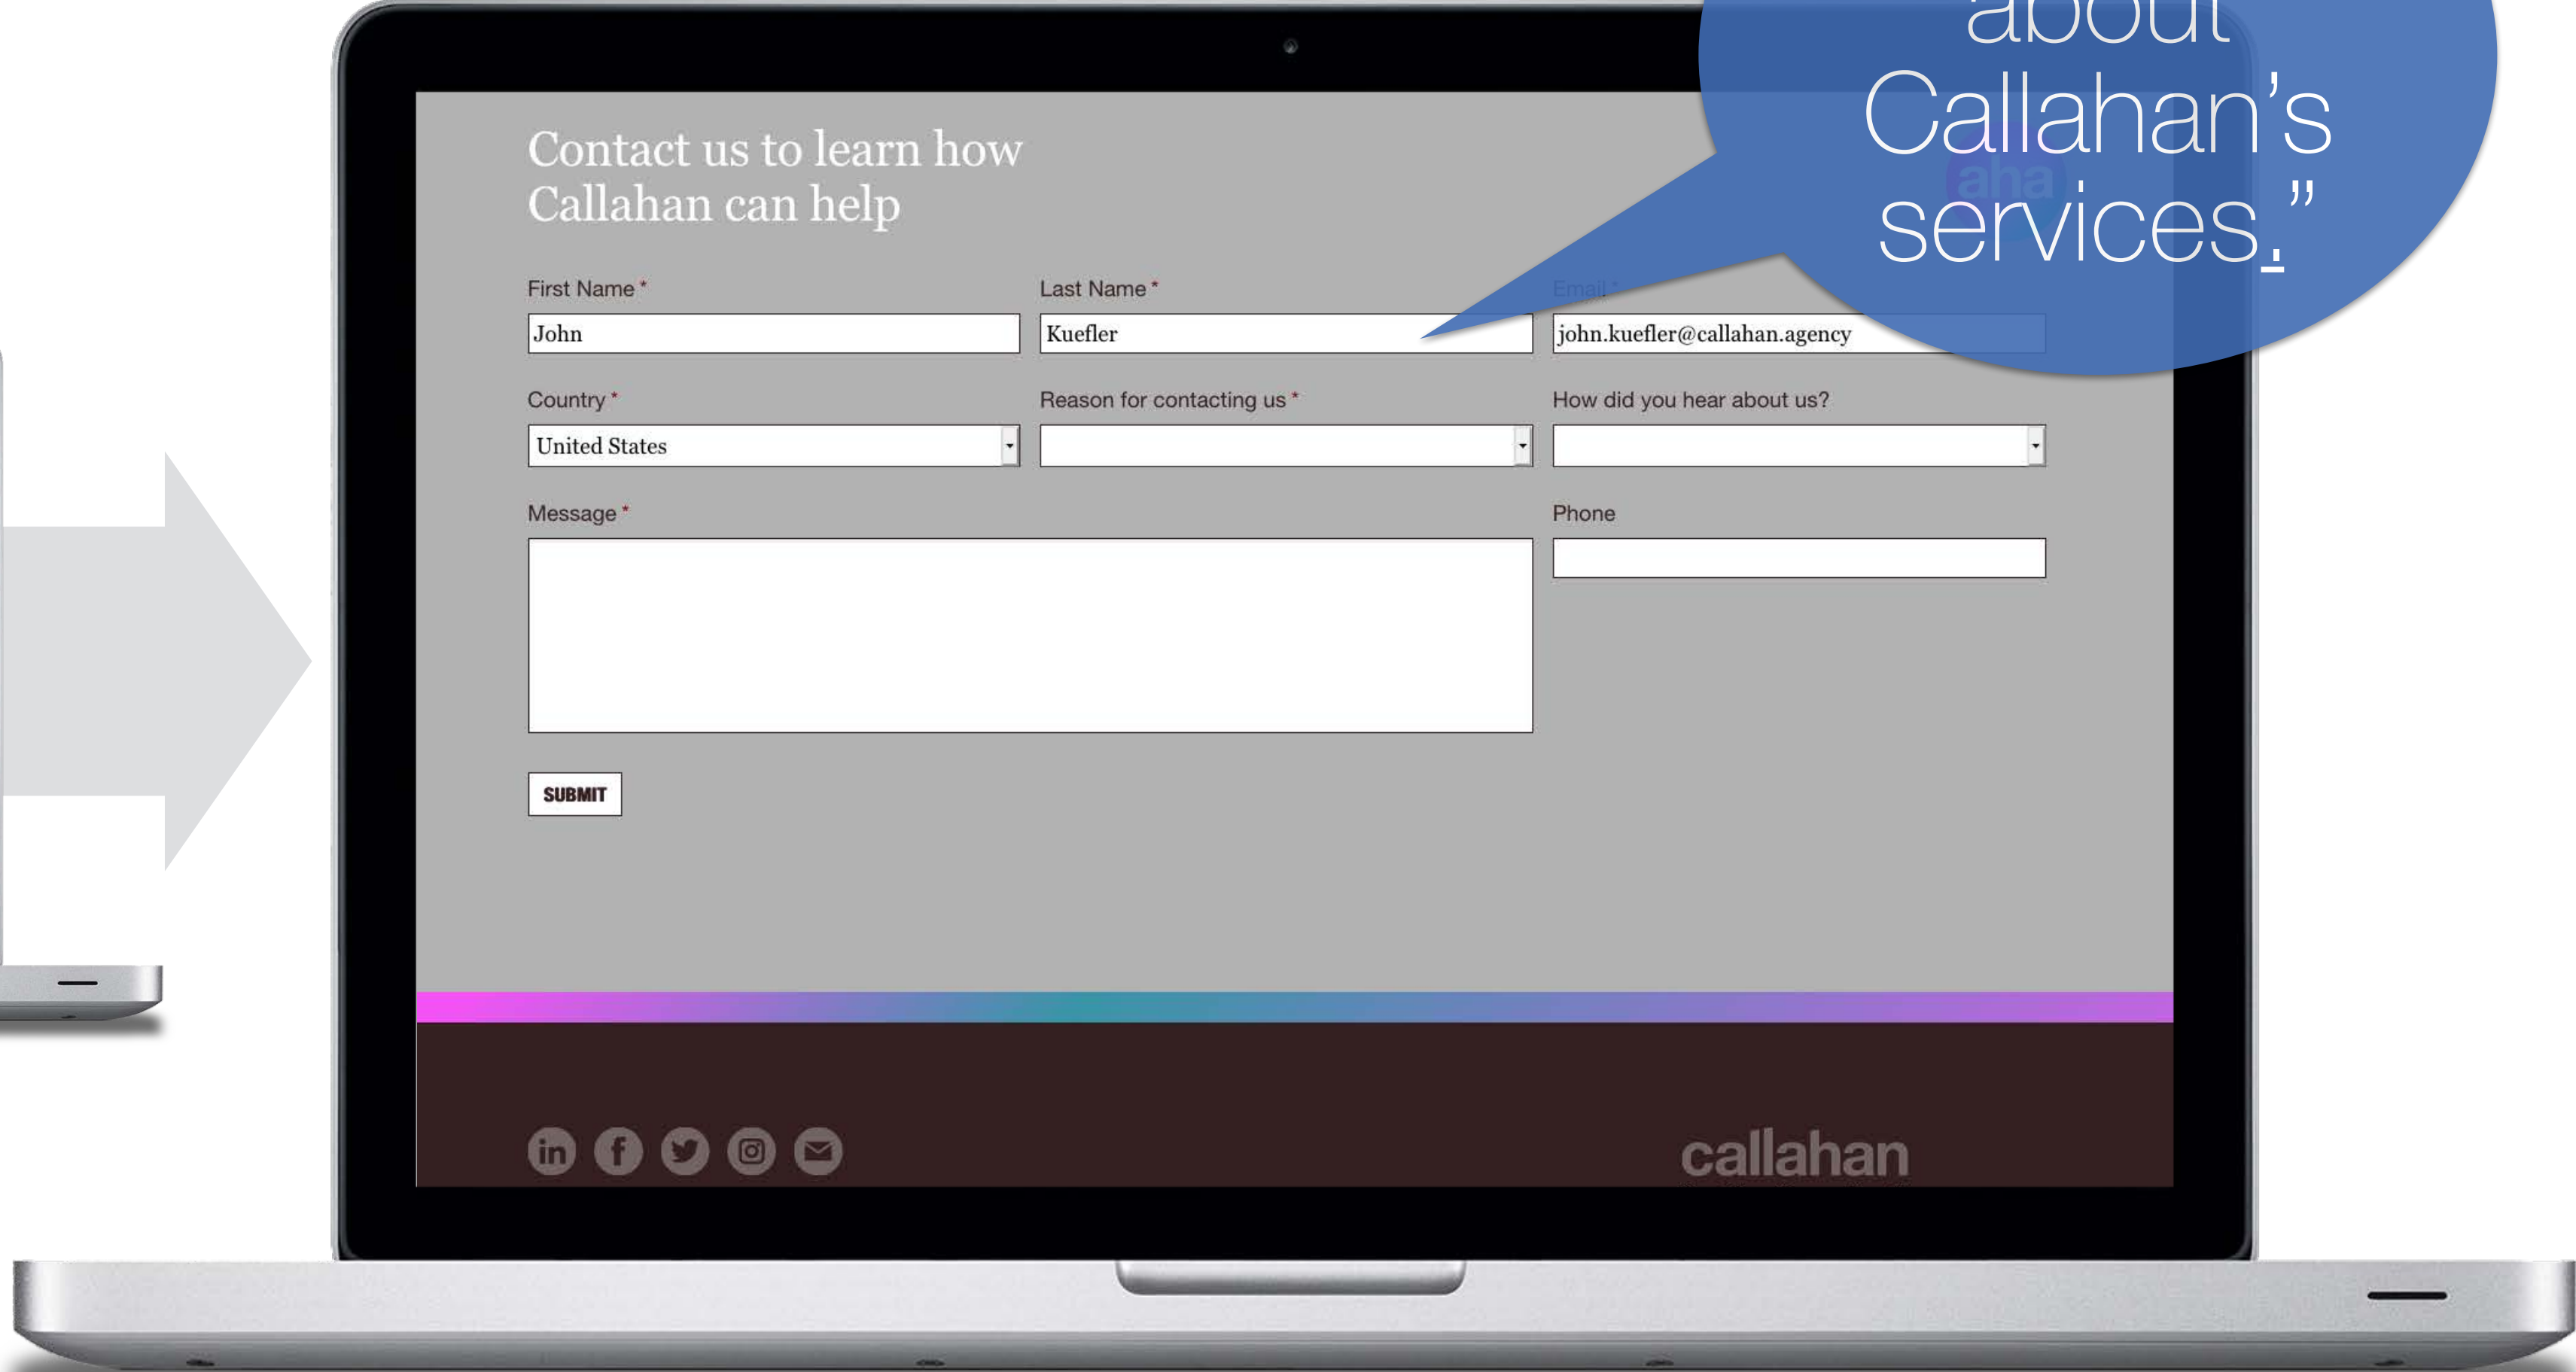 about
Callahan's
services."
aha
Contact us to learn how
Callahan can help
First Name *
Last Name *
Email *
John
Kuefler
john.kuefler@callahan.agency
Country *
Reason for contacting us *
How did you hear about us?
United States
Message *
Phone
SUBMIT
in f
callahan